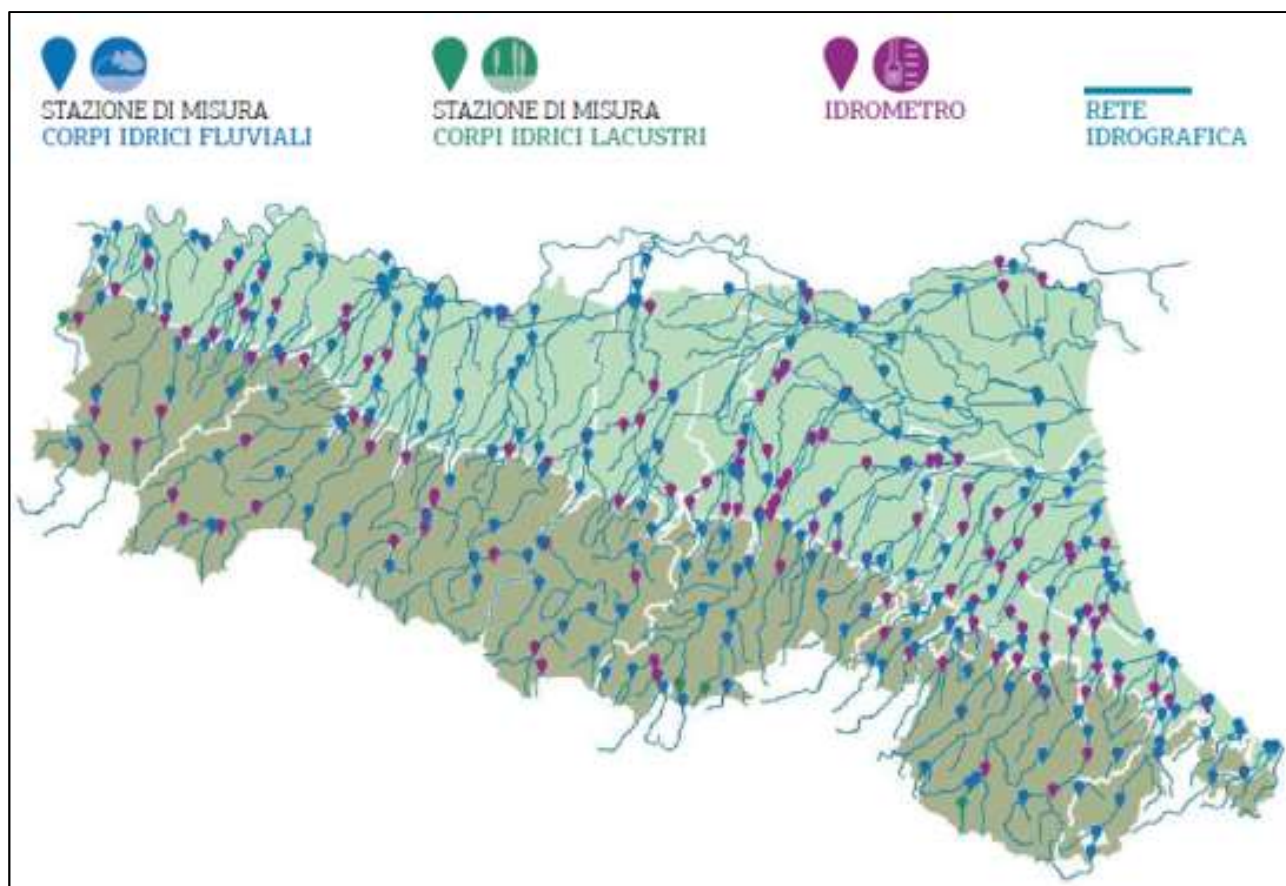 STAZIONE DI MISURA
CORPI IDRICI FLUVIALI
STAZIONE DI MISURA
CORPI IDRICI LACUSTRI
IDROMETRO
RETE
IDROGRAFICA